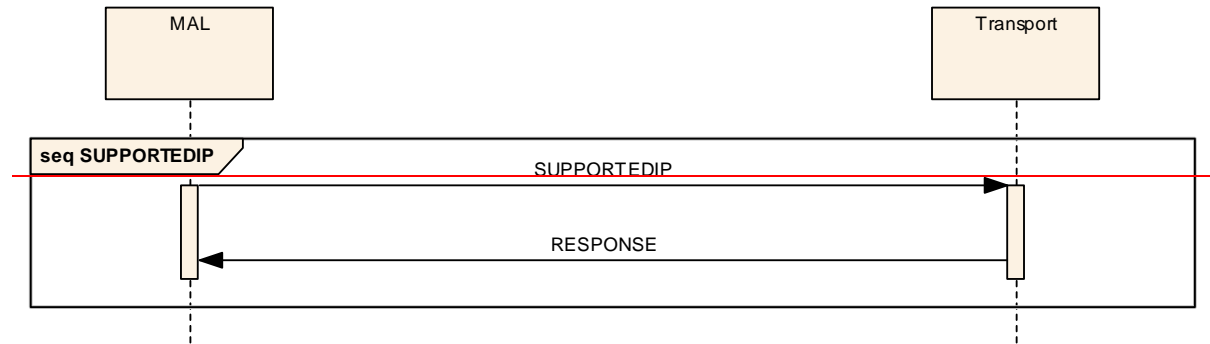 MAL
Transport
seq SUPPORTEDIP
SUPPORTEDIP
RESPONSE